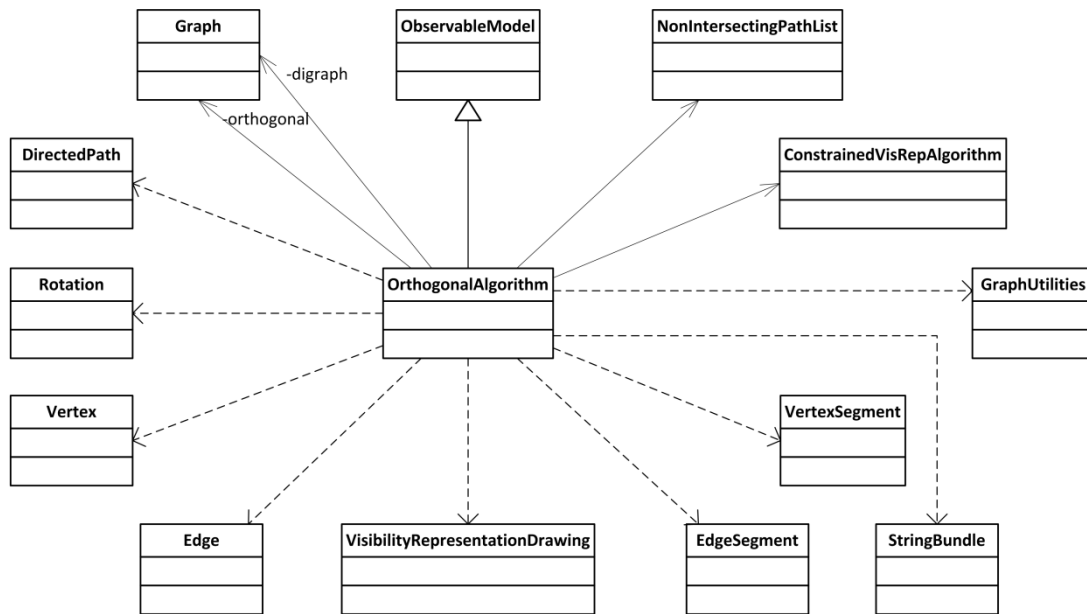 Graph
ObservableModel
NonIntersectingPathList
-digraph
-orthogonal
DirectedPath
ConstrainedVisRepAlgorithm
Rotation
OrthogonalAlgorithm
GraphUtilities
Vertex
VertexSegment
Edge
VisibilityRepresentationDrawing
EdgeSegment
StringBundle